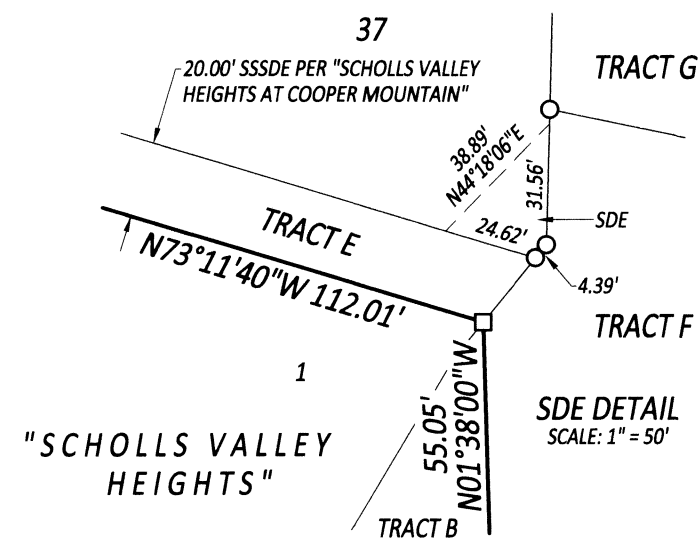 37
TRACT G
20.00' SSSDE PER "SCHOLLS VALLEY
HEIGHTS AT COOPER MOUNTAIN"
38.89'
N44°18'06"E
31.56'
SDE
24.62'
TRACT E
4.39'
N73°11'40"W 112.01'
TRACT F
1
55.05'
N01°38'00"W
SDE DETAIL
SCALE: 1" = 50'
"SCHOLLS VALLEY
HEIGHTS"
TRACT B